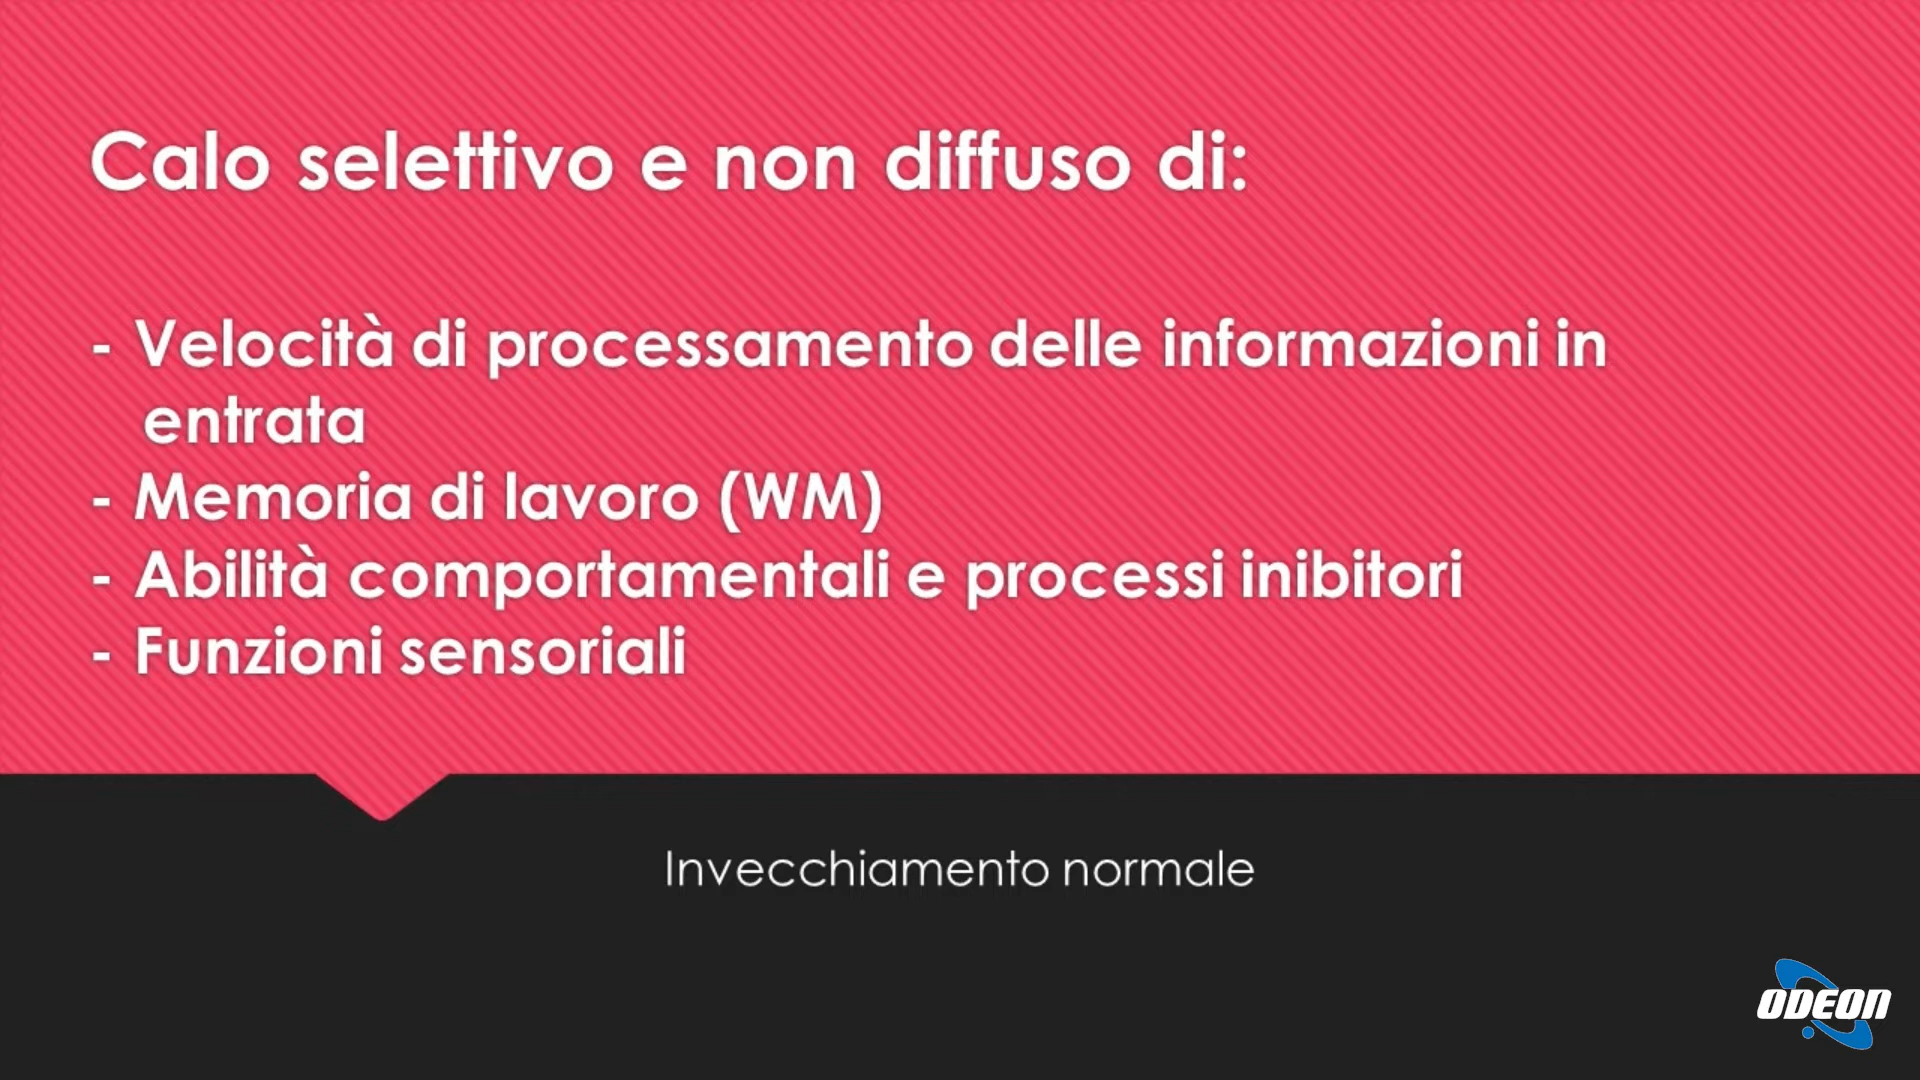 Calo selettivo e non diffuso di:
- Velocità di processamento delle informazioni in
entrata
- Memoria di lavoro (WM)
- Abilità comportamentali e processi inibitori
- Funzioni sensoriali
Invecchiamento normale
ODEON